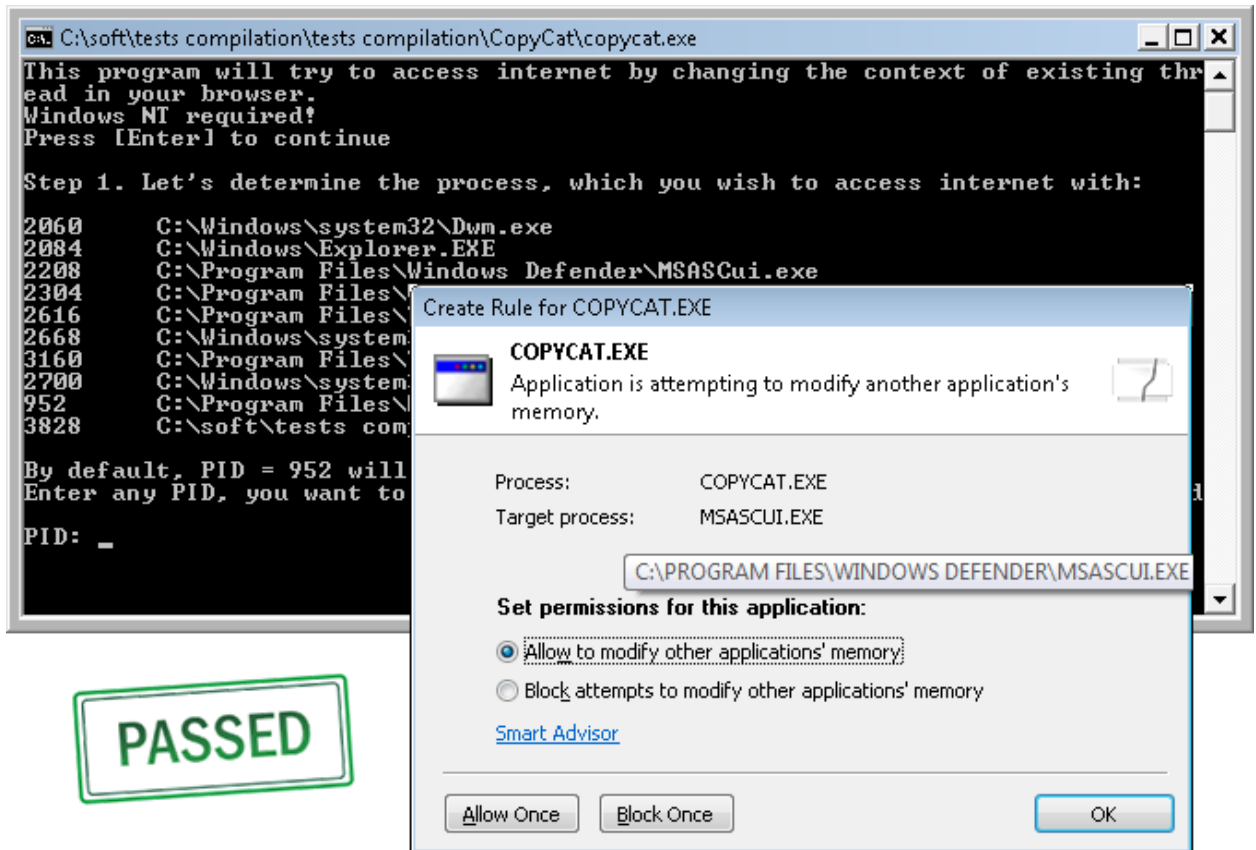 C:\soft\tests compilation\tests compilation\CopyCat\copycat.exe
This program will try to access internet by changing the context of existing thr
ead in your browser.
Windows NT required!
Press [Enter] to continue
Step 1. Let's determine the process, which you wish to access internet with:
2060 C:\Windows\system32\Dwm.exe
2084 C:\Windows\Explorer.EXE
2208 C:\Program Files\Windows Defender\MSASCui.exe
2304 C:\Program Files\
2616 C:\Program Files\
2668 C:\Windows\system
3160 C:\Program Files\
2700 C:\Windows\system
952 C:\Program Files\
3828 C:\soft\tests com
By default, PID = 952 will
Enter any PID, you want to
PID: _
Create Rule for COPYCAT.EXE
COPYCAT.EXE
Application is attempting to modify another application's
memory.
Process: COPYCAT.EXE
Target process: MSASCUI.EXE
C:\PROGRAM FILES\WINDOWS DEFENDER\MSASCUI.EXE
Set permissions for this application:
Allow to modify other applications' memory
Block attempts to modify other applications' memory
Smart Advisor
Allow Once
Block Once
OK
PASSED